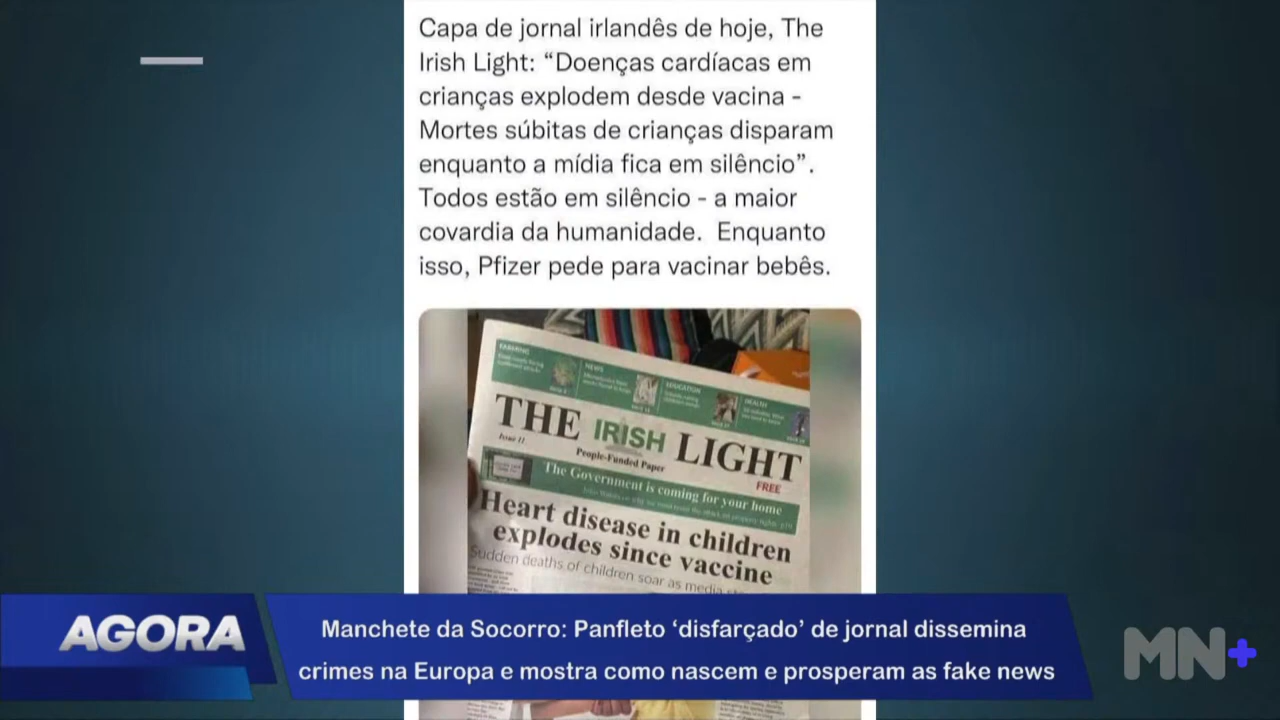 Capa de jornal irlandês de hoje, The
Irish Light: “Doenças cardíacas em
crianças explodem desde vacina -
Mortes súbitas de crianças disparam
enquanto a mídia fica em silêncio”.
Todos estão em silêncio - a maior
covardia da humanidade.  Enquanto
isso, Pfizer pede para vacinar bebês.
FARMING
NEWS
EDUCATION
HEALTH
THE IRISH LIGHT
Issue 11
People-Funded Paper
FREE
The Government is coming for your home
Heart disease in children
explodes since vaccine
Sudden deaths of children soar as media
AGORA
Manchete da Socorro: Panfleto ‘disfarçado’ de jornal dissemina
crimes na Europa e mostra como nascem e prosperam as fake news
MN+